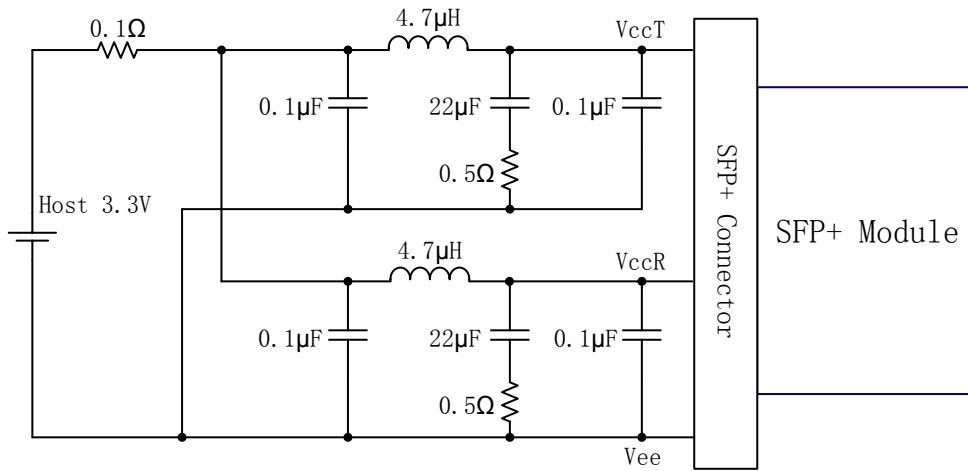 4.7μH
0.1Ω
VccT
0.1μF
22μF
0.1μF
0.5Ω
Host 3.3V
SFP+ Connector
SFP+ Module
4.7μH
VccR
0.1μF
22μF
0.1μF
0.5Ω
Vee